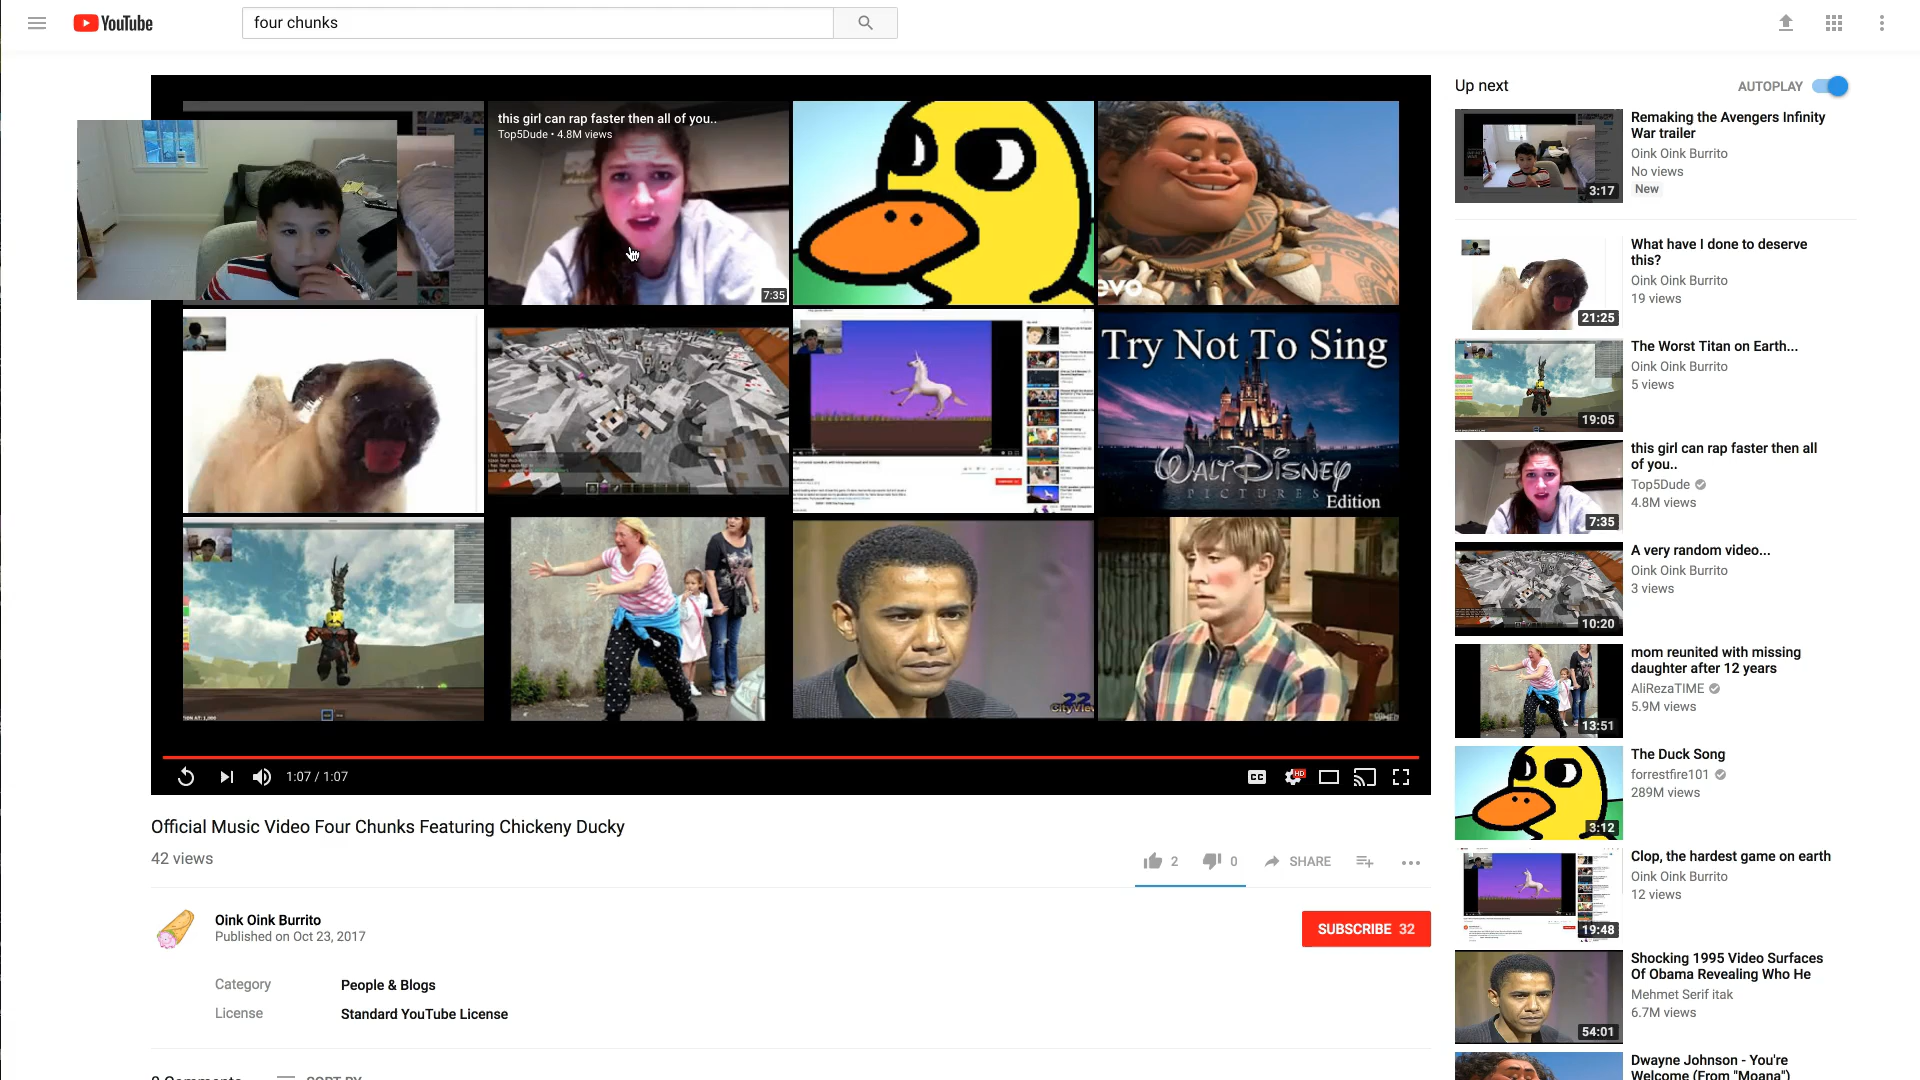 YouTube
four chunks
this girl can rap faster then all of you..
Top5Dude • 4.8M views
7:35
evo
Try Not To Sing
WALT DISNEY
PICTURES
Edition
22
CityVie
1:07 / 1:07
CC
HD
Official Music Video Four Chunks Featuring Chickeny Ducky
42 views
2
0
SHARE
Oink Oink Burrito
Published on Oct 23, 2017
SUBSCRIBE 32
Category
People & Blogs
License
Standard YouTube License
SORT BY
Up next
AUTOPLAY
Remaking the Avengers Infinity
War trailer
Oink Oink Burrito
No views
New
3:17
What have I done to deserve
this?
Oink Oink Burrito
19 views
21:25
The Worst Titan on Earth...
Oink Oink Burrito
5 views
19:05
this girl can rap faster then all
of you..
Top5Dude
4.8M views
7:35
A very random video...
Oink Oink Burrito
3 views
10:20
mom reunited with missing
daughter after 12 years
AliRezaTIME
5.9M views
13:51
The Duck Song
forrestfire101
289M views
3:12
Clop, the hardest game on earth
Oink Oink Burrito
12 views
19:48
Shocking 1995 Video Surfaces
Of Obama Revealing Who He
Mehmet Serif itak
6.7M views
54:01
Dwayne Johnson - You're
Welcome (From "Moana")